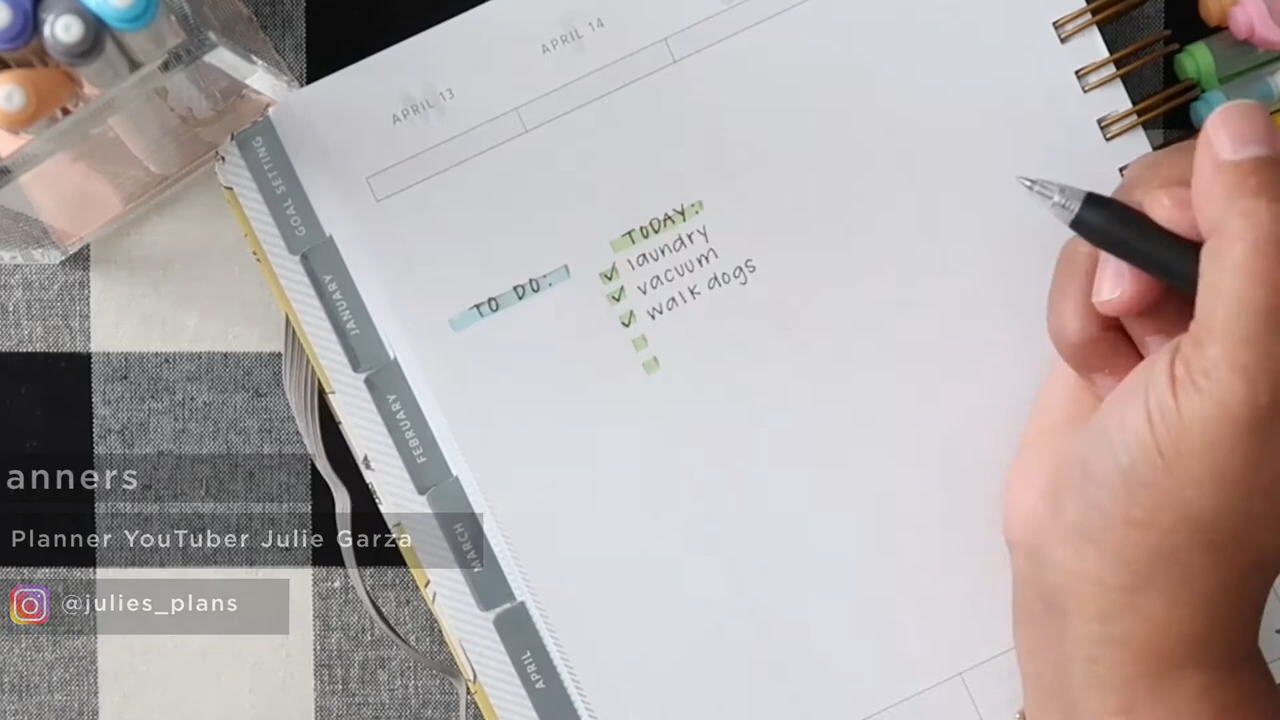 APRIL 13
APRIL 14
GOAL SETTING
JANUARY
FEBRUARY
MARCH
APRIL
TO DO:
TODAY:
laundry
vacuum
walk dogs
anners
Planner YouTuber Julie Garza
@julies_plans